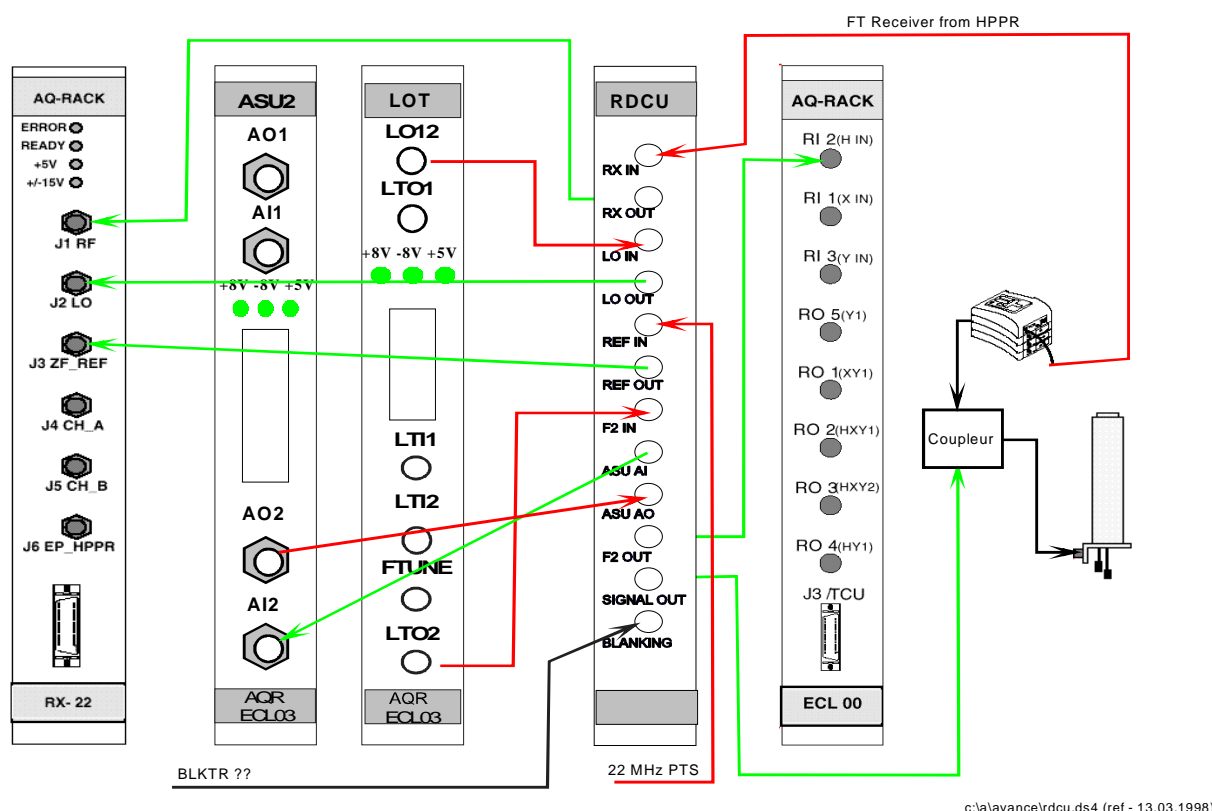 FT Receiver from HPPR
AQ-RACK
ERROR
READY
+5V
+/-15V
J1 RF
J2 LO
J3 ZF_REF
J4 CH_A
J5 CH_B
J6 EP_HPPR
RX- 22
ASU2
AO1
AI1
+8V -8V +5V
AO2
AI2
AQR
ECL03
LOT
LO12
LTO1
+8V -8V +5V
LTI1
LTI2
FTUNE
LTO2
AQR
ECL03
RDCU
RX IN
RX OUT
LO IN
LO OUT
REF IN
REF OUT
F2 IN
ASU AI
ASU AO
F2 OUT
SIGNAL OUT
BLANKING
AQ-RACK
RI 2(H IN)
RI 1(X IN)
RI 3(Y IN)
RO 5(Y1)
RO 1(XY1)
RO 2(HXY1)
RO 3(HXY2)
RO 4(HY1)
J3 /TCU
ECL 00
Coupleur
BLKTR ??
22 MHz PTS
c:\a\avance\rdcu.ds4 (ref - 13.03.1998)